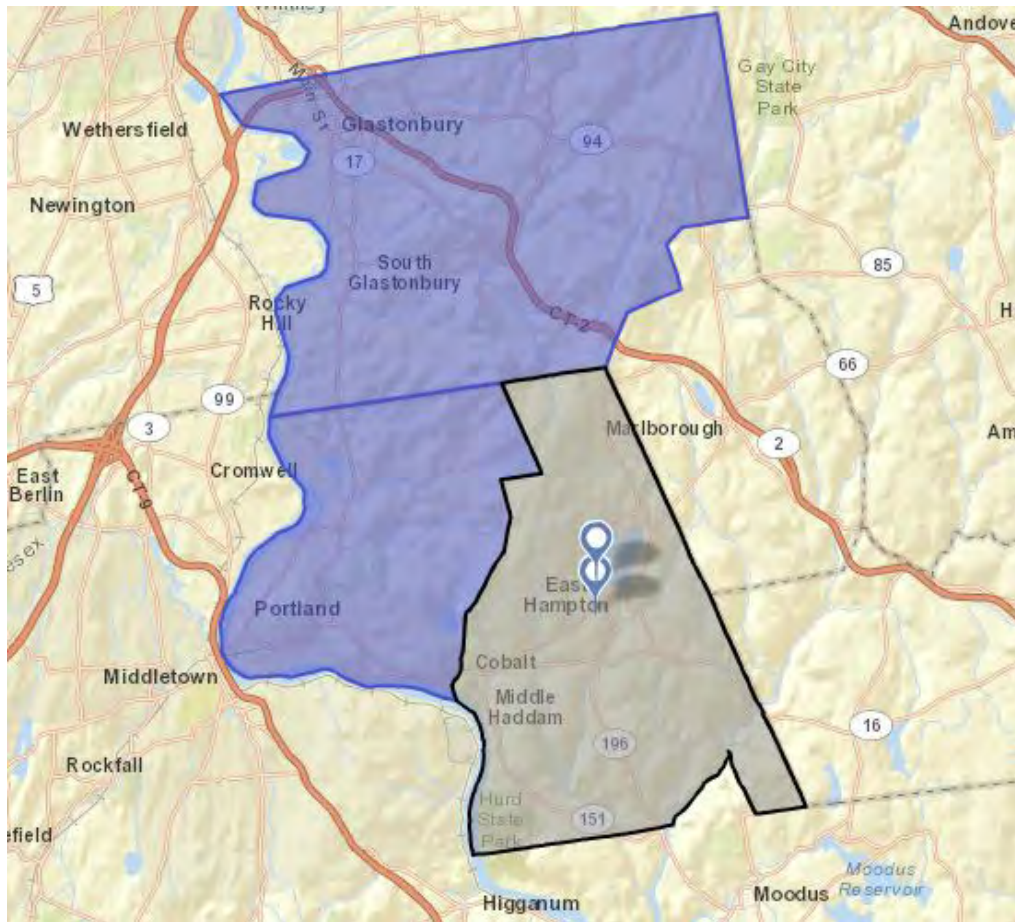 Andove
Gay City
State
Park
Main St
Glastonbury
Wethersfield
94
17
Newington
South
Glastonbury
85
5
Rocky
Hill
CT-2
66
99
3
Marlborough
2
Am
Cromwell
East
Berlin
CT-9
esex
East
Hampton
Portland
Cobalt
Middletown
Middle
Haddam
16
196
Rockfall
Hurd
State
Park
151
efield
Moodus
Reservoir
Moodus
Higganum